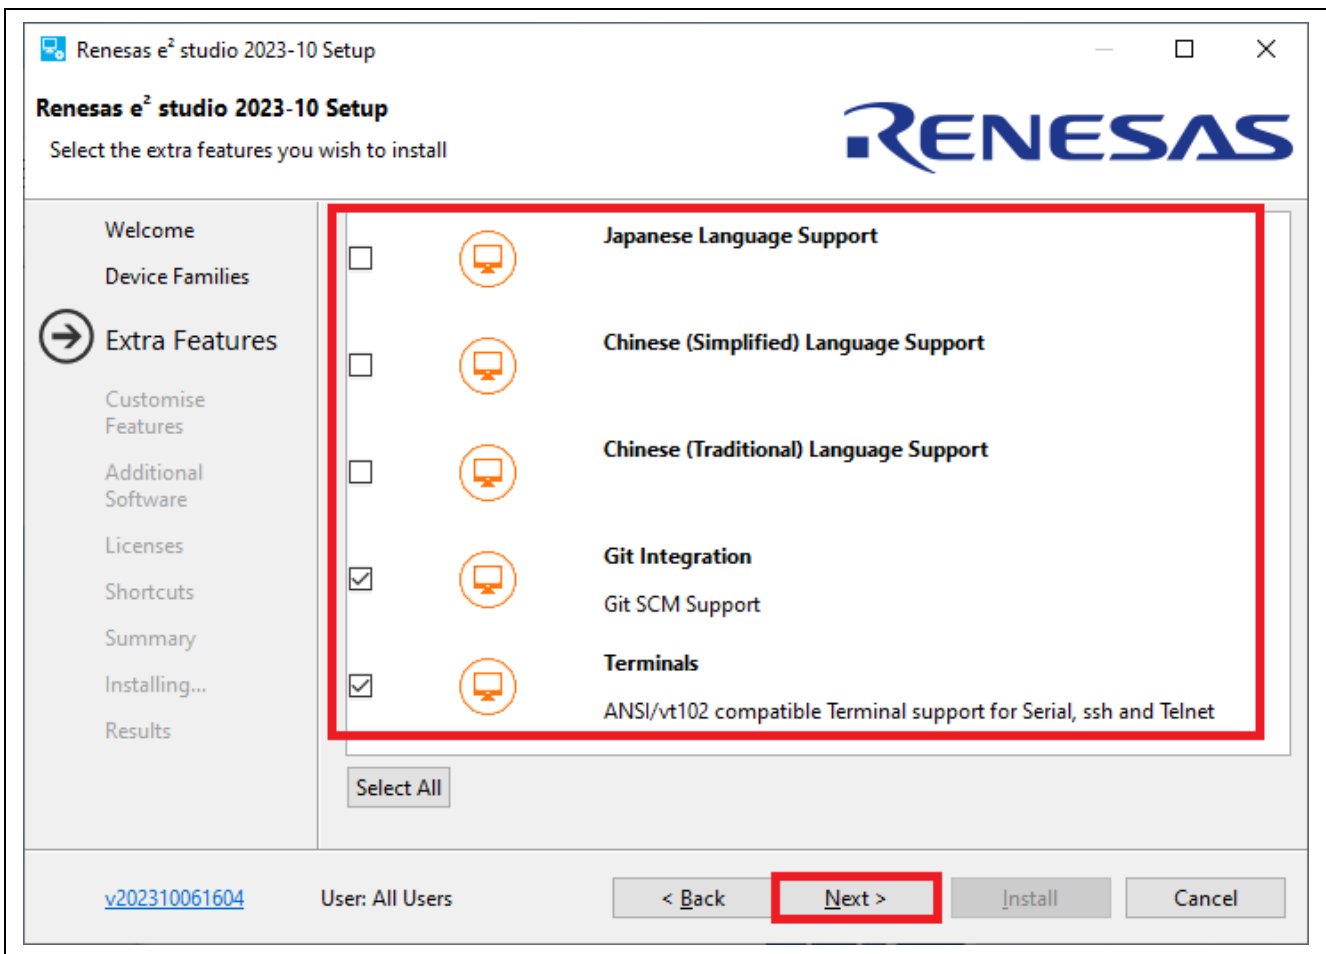 Renesas e² studio 2023-10 Setup
Renesas e² studio 2023-10 Setup
Select the extra features you wish to install
RENESAS
Welcome
Device Families
Extra Features
Customise
Features
Additional
Software
Licenses
Shortcuts
Summary
Installing...
Results
Japanese Language Support
Chinese (Simplified) Language Support
Chinese (Traditional) Language Support
Git Integration
Git SCM Support
Terminals
ANSI/vt102 compatible Terminal support for Serial, ssh and Telnet
Select All
v202310061604
User: All Users
< Back
Next >
Install
Cancel